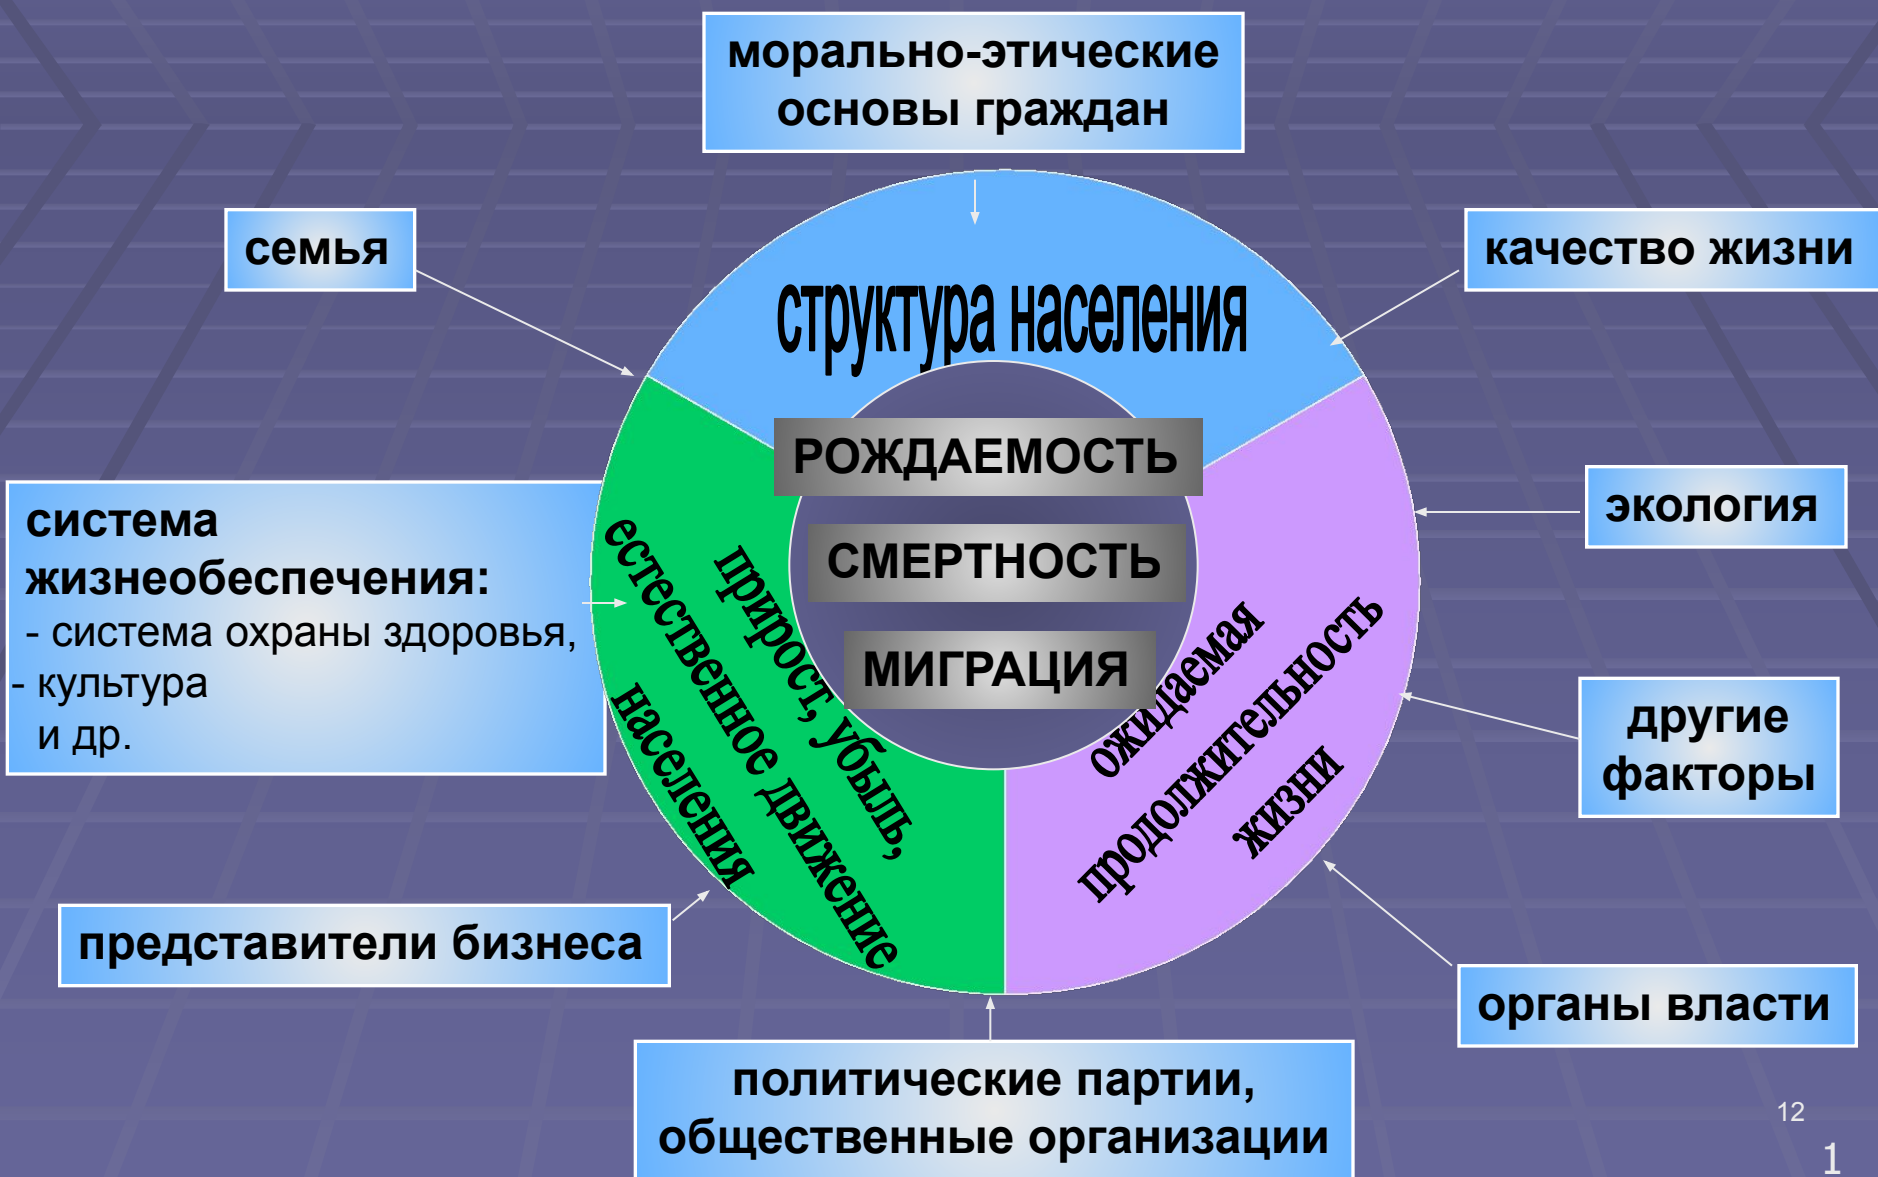 морально-этические
основы граждан
семья
качество жизни
структура населения
РОЖДАЕМОСТЬ
СМЕРТНОСТЬ
МИГРАЦИЯ
система
жизнеобеспечения:
- система охраны здоровья,
- культура
и др.
экология
прирост, убыль,
естественное движение
населения
ожидаемая
продолжительность
жизни
другие
факторы
представители бизнеса
органы власти
политические партии,
общественные организации
12
1